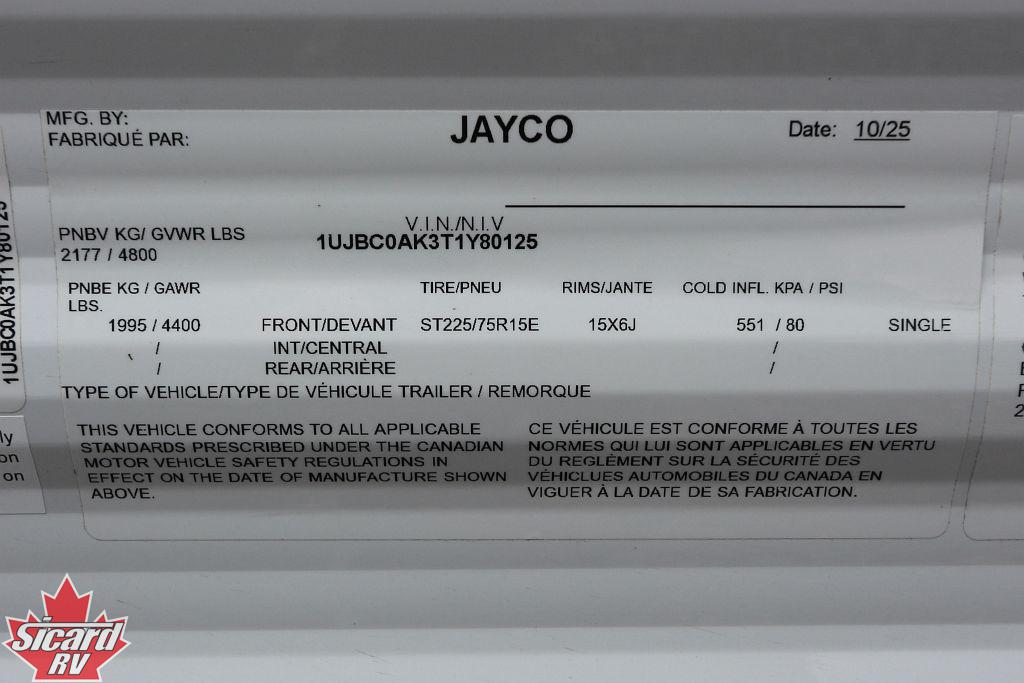 MFG. BY:
FABRIQUÉ PAR:
JAYCO
Date: 10/25
V.I.N./N.I.V
PNBV KG/ GVWR LBS
1UJBC0AK3T1Y80125
2177 / 4800
PNBE KG / GAWR LBS.
TIRE/PNEU
RIMS/JANTE
COLD INFL. KPA / PSI
1995 / 4400 FRONT/DEVANT ST225/75R15E 15X6J 551 / 80 SINGLE
/ INT/CENTRAL /
/ REAR/ARRIÈRE /
TYPE OF VEHICLE/TYPE DE VÉHICULE TRAILER / REMORQUE
THIS VEHICLE CONFORMS TO ALL APPLICABLE
STANDARDS PRESCRIBED UNDER THE CANADIAN
MOTOR VEHICLE SAFETY REGULATIONS IN
EFFECT ON THE DATE OF MANUFACTURE SHOWN
ABOVE.
CE VÉHICULE EST CONFORME À TOUTES LES
NORMES QUI LUI SONT APPLICABLES EN VERTU
DU REGLEMENT SUR LA SÉCURITÉ DES
VÉHICLUES AUTOMOBILES DU CANADA EN
VIGUER À LA DATE DE SA FABRICATION.
1UJBC0AK3T1Y80125
ly
on
on
Sicard
RV